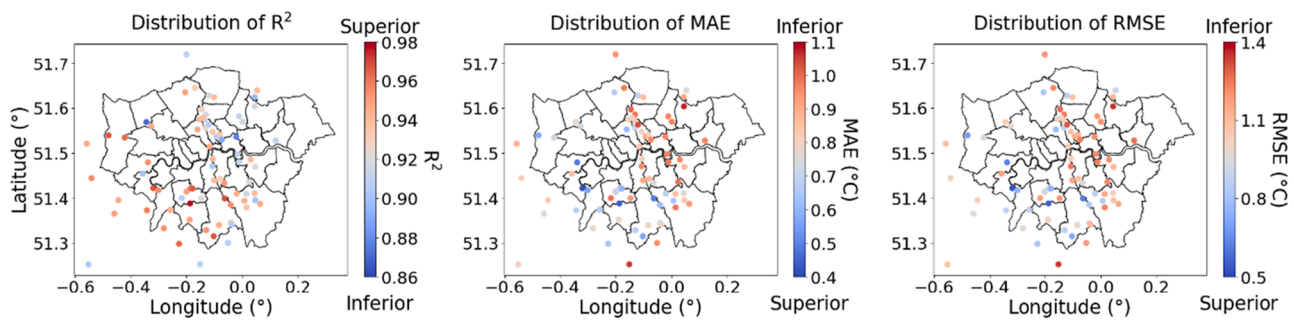 Distribution of R²
Superior
51.7
51.6
51.5
51.4
51.3
Latitude (°)
−0.6 −0.4 −0.2 0.0 0.2
Longitude (°)
0.98
0.96
0.94
0.92
0.90
0.88
0.86
R²
Inferior
Distribution of MAE
Inferior
51.7
51.6
51.5
51.4
51.3
−0.6 −0.4 −0.2 0.0 0.2
Longitude (°)
1.1
1.0
0.9
0.8
0.7
0.6
0.5
0.4
MAE (°C)
Superior
Distribution of RMSE
Inferior
51.7
51.6
51.5
51.4
51.3
−0.6 −0.4 −0.2 0.0 0.2
Longitude (°)
1.4
1.1
0.8
0.5
RMSE (°C)
Superior